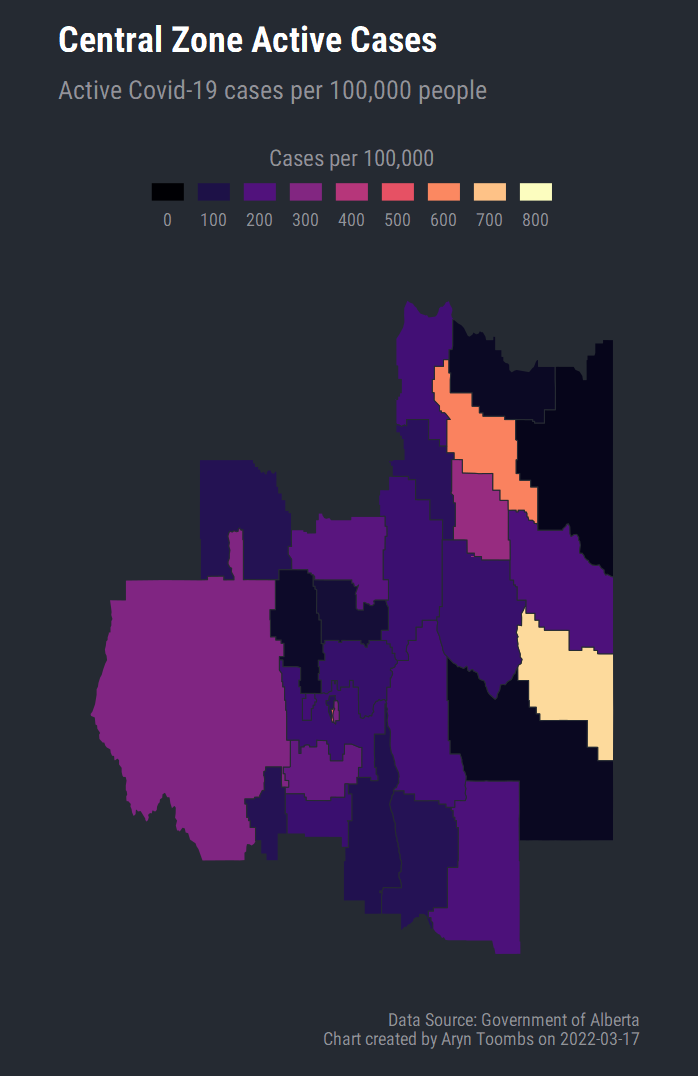 Central Zone Active Cases
Active Covid-19 cases per 100,000 people
Cases per 100,000
0 100 200 300 400 500 600 700 800
Data Source: Government of Alberta
Chart created by Aryn Toombs on 2022-03-17